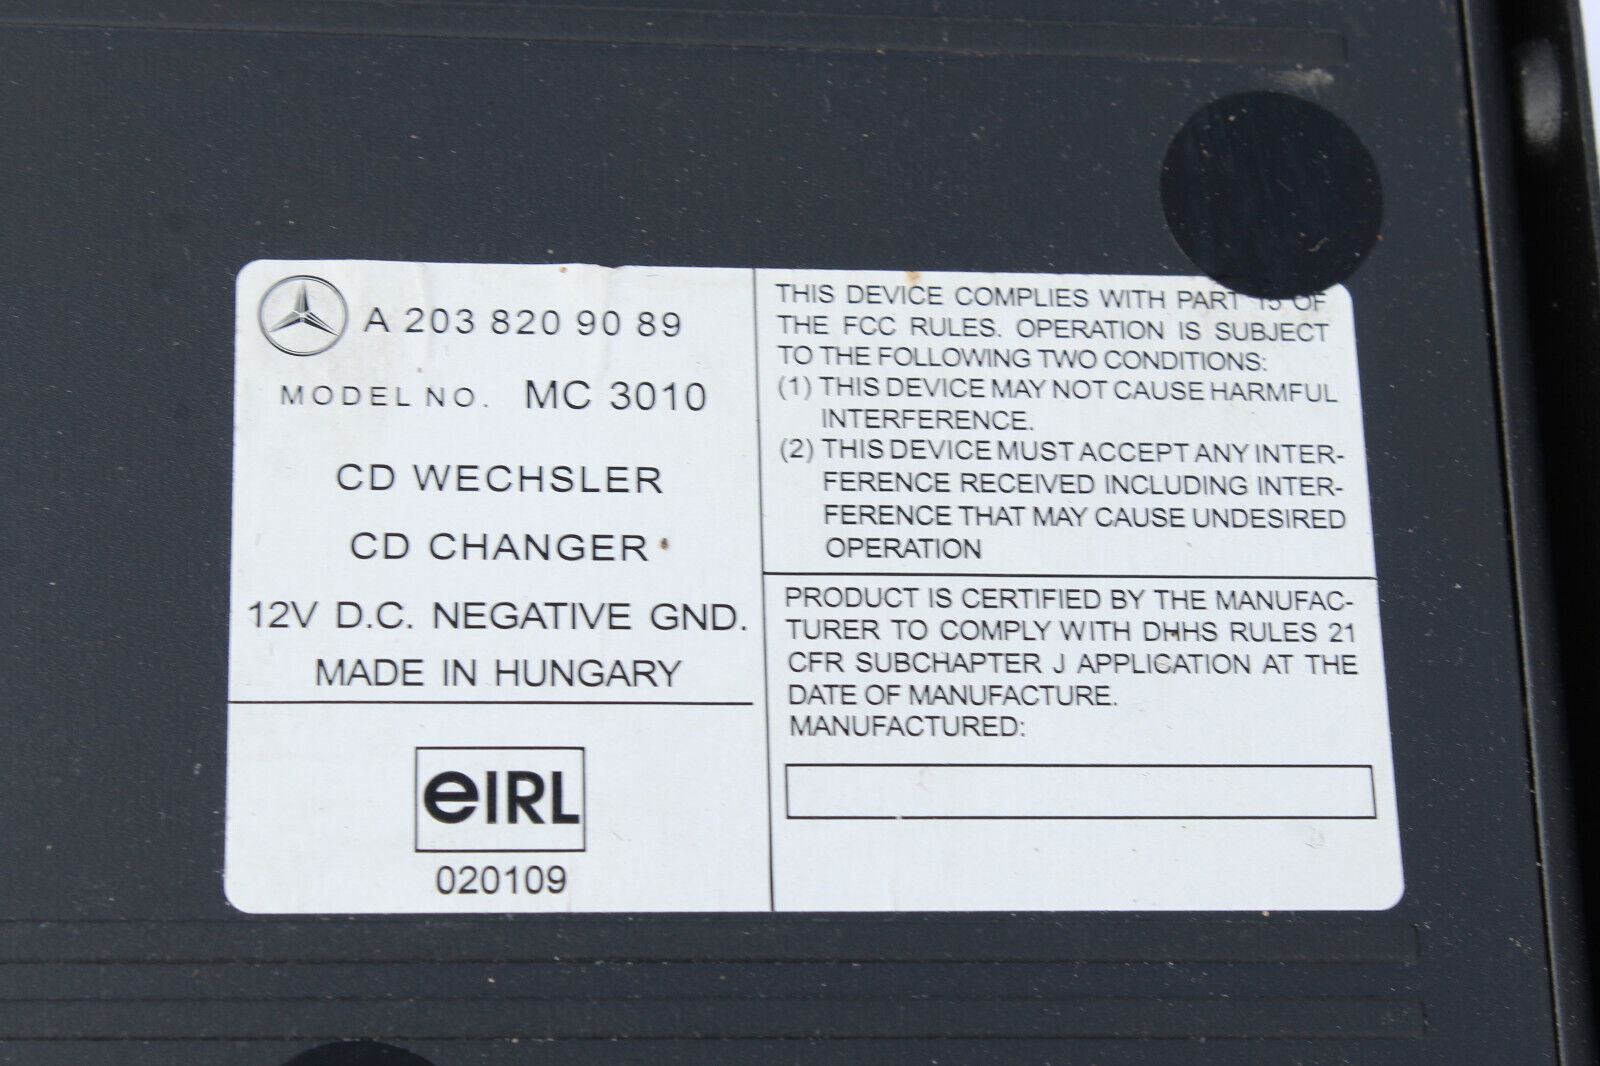 A 203 820 90 89
MODEL NO. MC 3010
CD WECHSLER
CD CHANGER
12V D.C. NEGATIVE GND.
MADE IN HUNGARY
eIRL
020109
THIS DEVICE COMPLIES WITH PART 15 OF
THE FCC RULES. OPERATION IS SUBJECT
TO THE FOLLOWING TWO CONDITIONS:
(1) THIS DEVICE MAY NOT CAUSE HARMFUL
INTERFERENCE.
(2) THIS DEVICE MUST ACCEPT ANY INTER-
FERENCE RECEIVED INCLUDING INTER-
FERENCE THAT MAY CAUSE UNDESIRED
OPERATION
PRODUCT IS CERTIFIED BY THE MANUFAC-
TURER TO COMPLY WITH DHHS RULES 21
CFR SUBCHAPTER J APPLICATION AT THE
DATE OF MANUFACTURE.
MANUFACTURED: